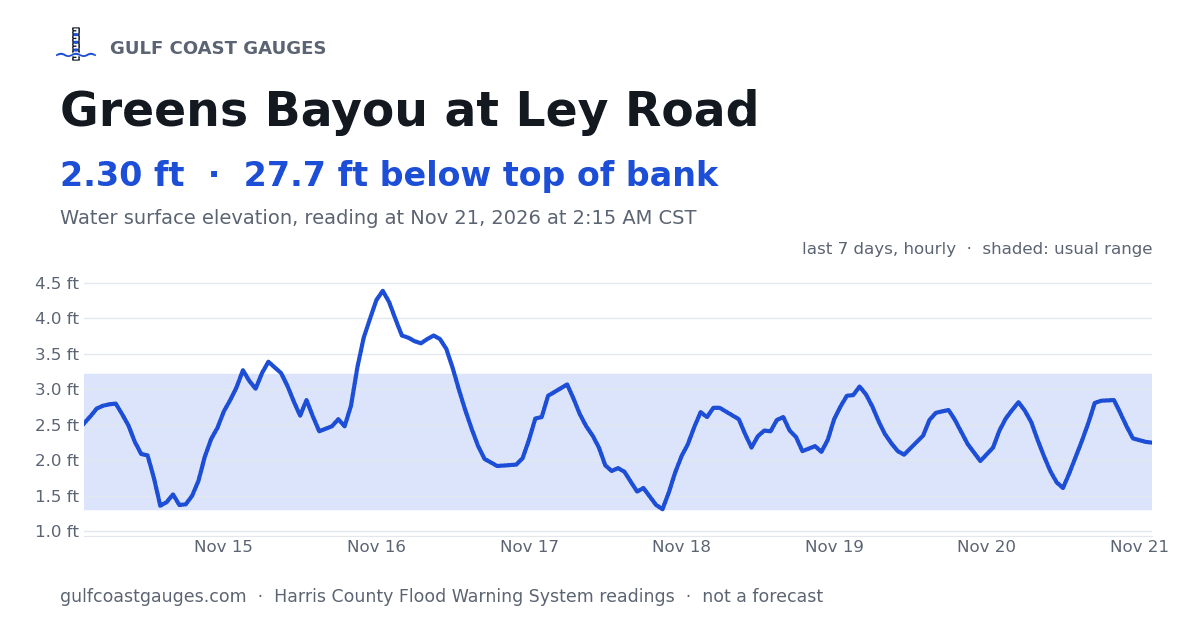 GULF COAST GAUGES
Greens Bayou at Ley Road
2.30 ft · 27.7 ft below top of bank
Water surface elevation, reading at Nov 21, 2026 at 2:15 AM CST
last 7 days, hourly · shaded: usual range
4.5 ft
4.0 ft
3.5 ft
3.0 ft
2.5 ft
2.0 ft
1.5 ft
1.0 ft
Nov 15 Nov 16 Nov 17 Nov 18 Nov 19 Nov 20 Nov 21
gulfcoastgauges.com · Harris County Flood Warning System readings · not a forecast